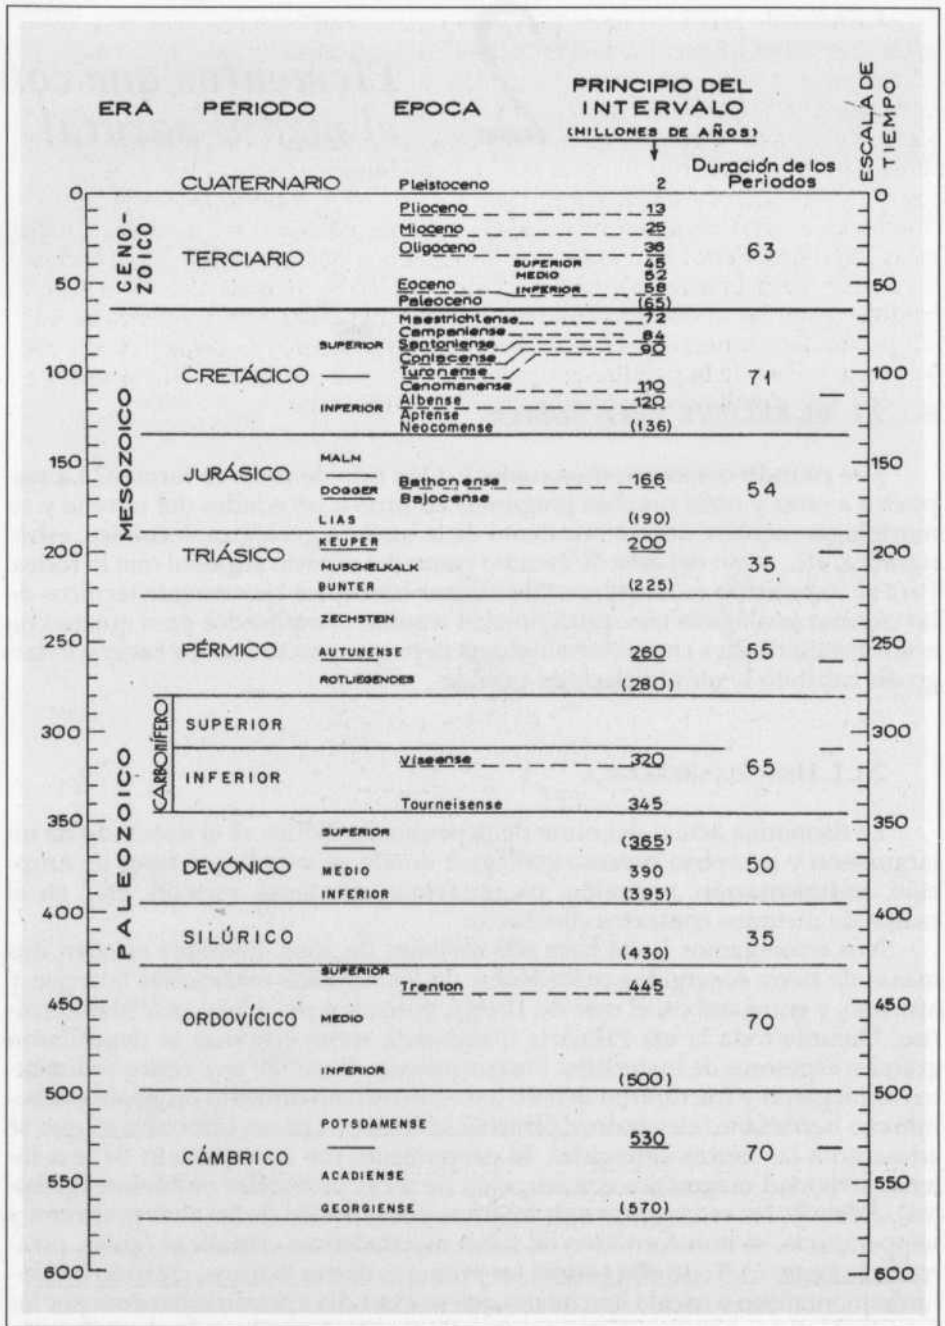 PRINCIPIO DEL
ERA PERIODO EPOCA INTERVALO
(MILLONES DE AÑOS)
ESCALA DE TIEMPO
Duración de los
Periodos
0 CUATERNARIO Pleistoceno 2 0
CENO-
ZOICO
Plioceno 13
Mioceno 25
Oligoceno 36
TERCIARIO SUPERIOR 45 63
MEDIO 52
50 Eoceno INFERIOR 58 50
Paleoceno (65)
Maestrichtense 72
Campaniense 84
SUPERIOR Santoniense 90
Coniaciense
100 CRETÁCICO Turonense 71 100
Cenomanense 110
Albense 120
INFERIOR Aptense
Neocomense (136)
MESOZOICO
150 MALM 150
JURÁSICO Bathonense 166
DOGGER 54
Bajocense
LIAS (190)
KEUPER 200
200 TRIÁSICO 35 200
MUSCHELKALK
BUNTER (225)
ZECHSTEIN
250 PÉRMICO AUTUNENSE 260 55 250
ROTLIEGENDES (280)
CARBONÍFERO
SUPERIOR
300 300
Viseense 320 65
INFERIOR
Tourneisense 345
350 SUPERIOR 350
(365)
DEVÓNICO MEDIO 390 50
INFERIOR (395)
400 400
SILÚRICO 35
(430)
PALEOZOICO
SUPERIOR
Trenton 445
450 450
ORDOVÍCICO MEDIO 70
INFERIOR (500)
500 500
POTSDAMENSE
530
CÁMBRICO 70
ACADIENSE
550 550
GEORGIENSE (570)
600 600